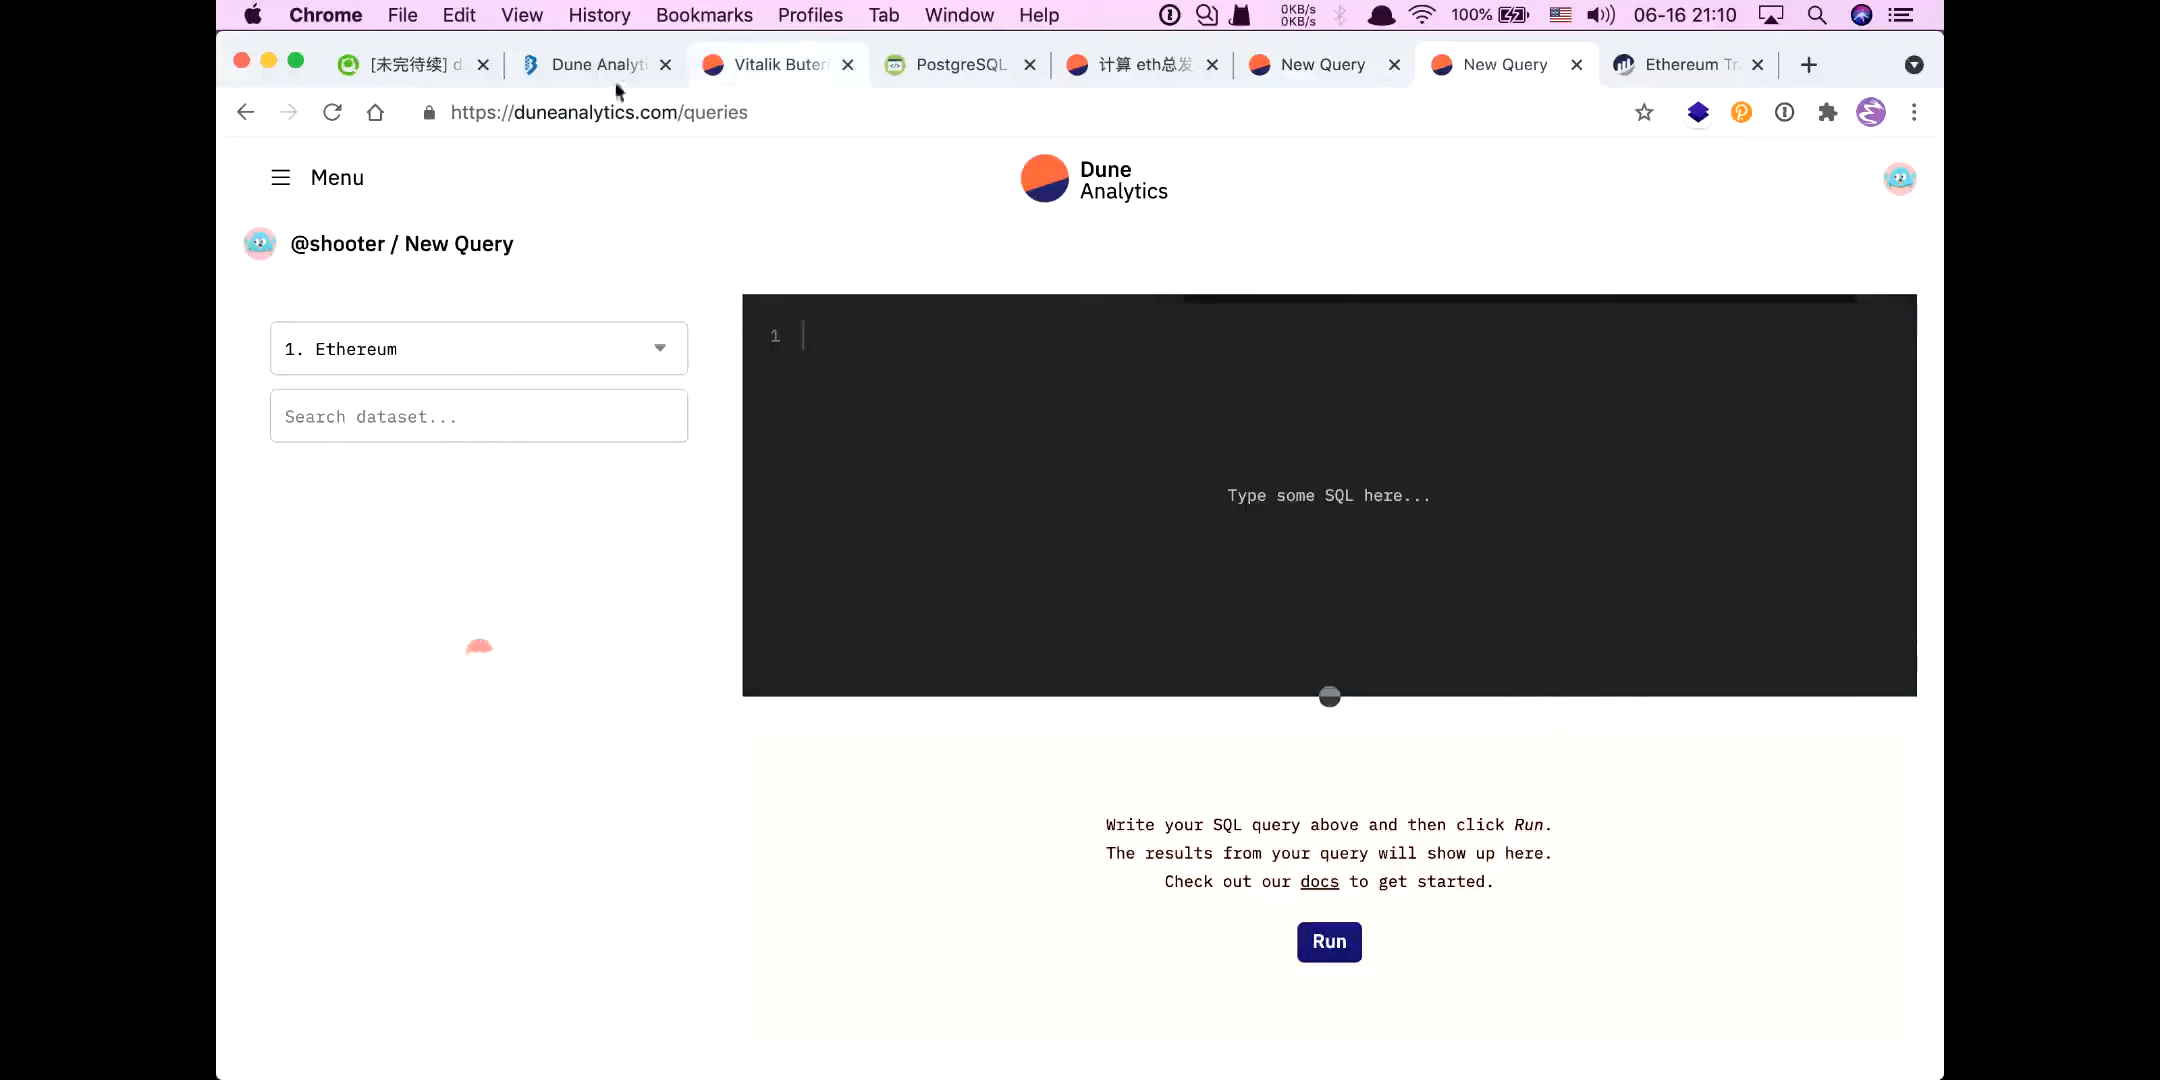 Chrome File Edit View History Bookmarks Profiles Tab Window Help 0KB/s 0KB/s 100% 06-16 21:10
[未完待续] d Dune Analyti Vitalik Buter PostgreSQL 计算 eth总发 New Query New Query Ethereum Tr
https://duneanalytics.com/queries
Menu
Dune
Analytics
@shooter / New Query
1. Ethereum
Search dataset...
1
Type some SQL here...
Write your SQL query above and then click Run.
The results from your query will show up here.
Check out our docs to get started.
Run